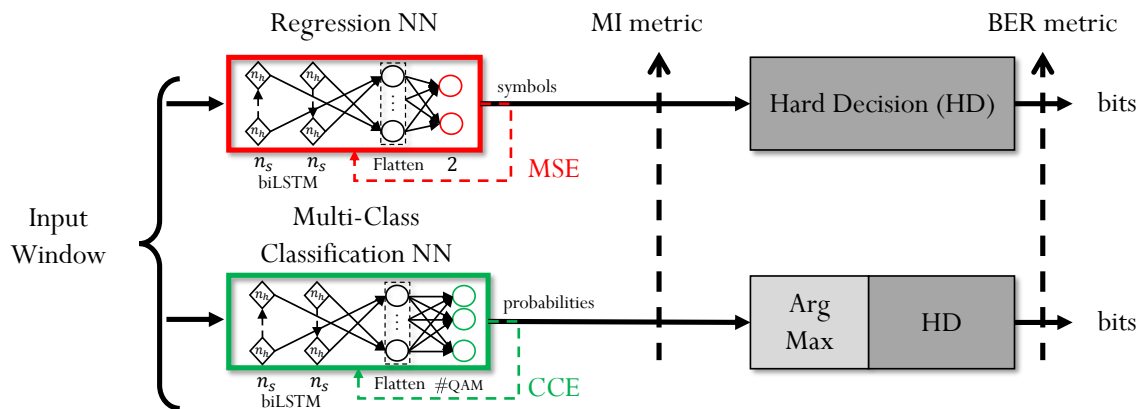 Regression NN
MI metric
BER metric
n_h n_h
n_h n_h
n_s n_s
biLSTM
Flatten 2
symbols
MSE
Hard Decision (HD)
bits
Input
Window
Multi-Class
Classification NN
n_h n_h
n_h n_h
n_s n_s
biLSTM
Flatten #QAM
probabilities
CCE
Arg
Max
HD
bits